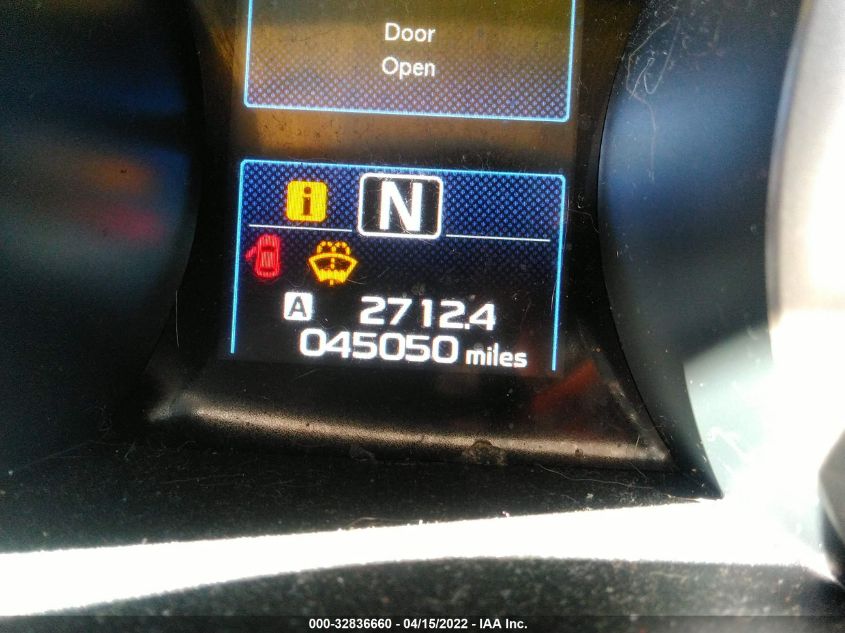 Door
Open
i N
A 2712.4
045050 miles
000-32836660 - 04/15/2022 - IAA Inc.